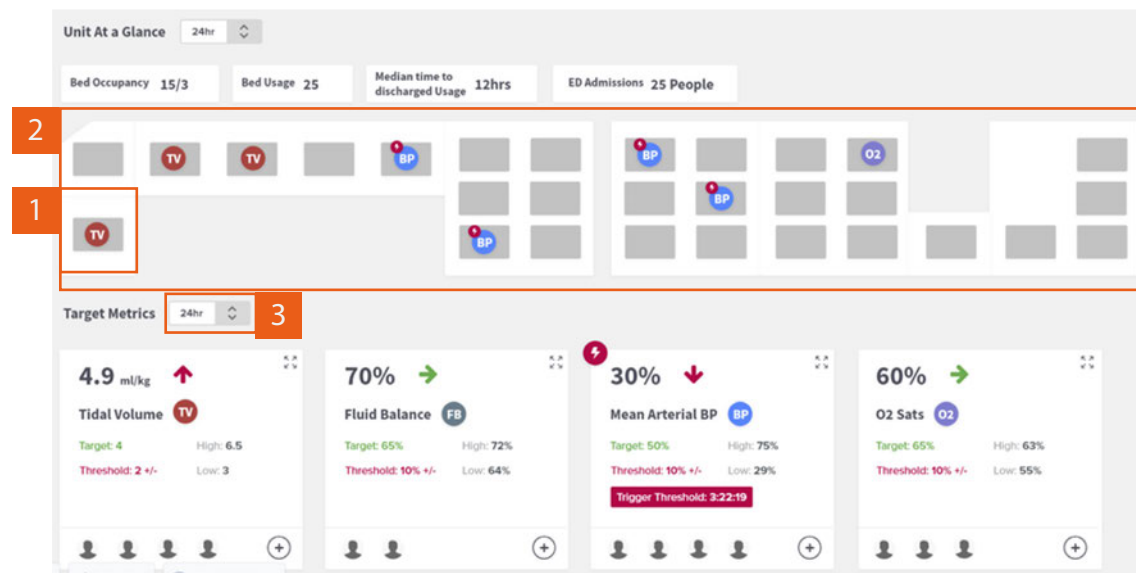 Unit At a Glance 24hr
Bed Occupancy 15/3 Bed Usage 25 Median time to discharged Usage 12hrs ED Admissions 25 People
2
TV TV BP BP O2
1
BP
TV BP
Target Metrics 24hr 3
4.9 ml/kg 70% 30% 60%
Tidal Volume TV Fluid Balance FB Mean Arterial BP BP O2 Sats O2
Target: 4 High: 6.5 Target: 65% High: 72% Target: 50% High: 75% Target: 65% High: 63%
Threshold: 2 +/- Low: 3 Threshold: 10% +/- Low: 64% Threshold: 10% +/- Low: 29% Threshold: 10% +/- Low: 55%
Trigger Threshold: 3:22:19